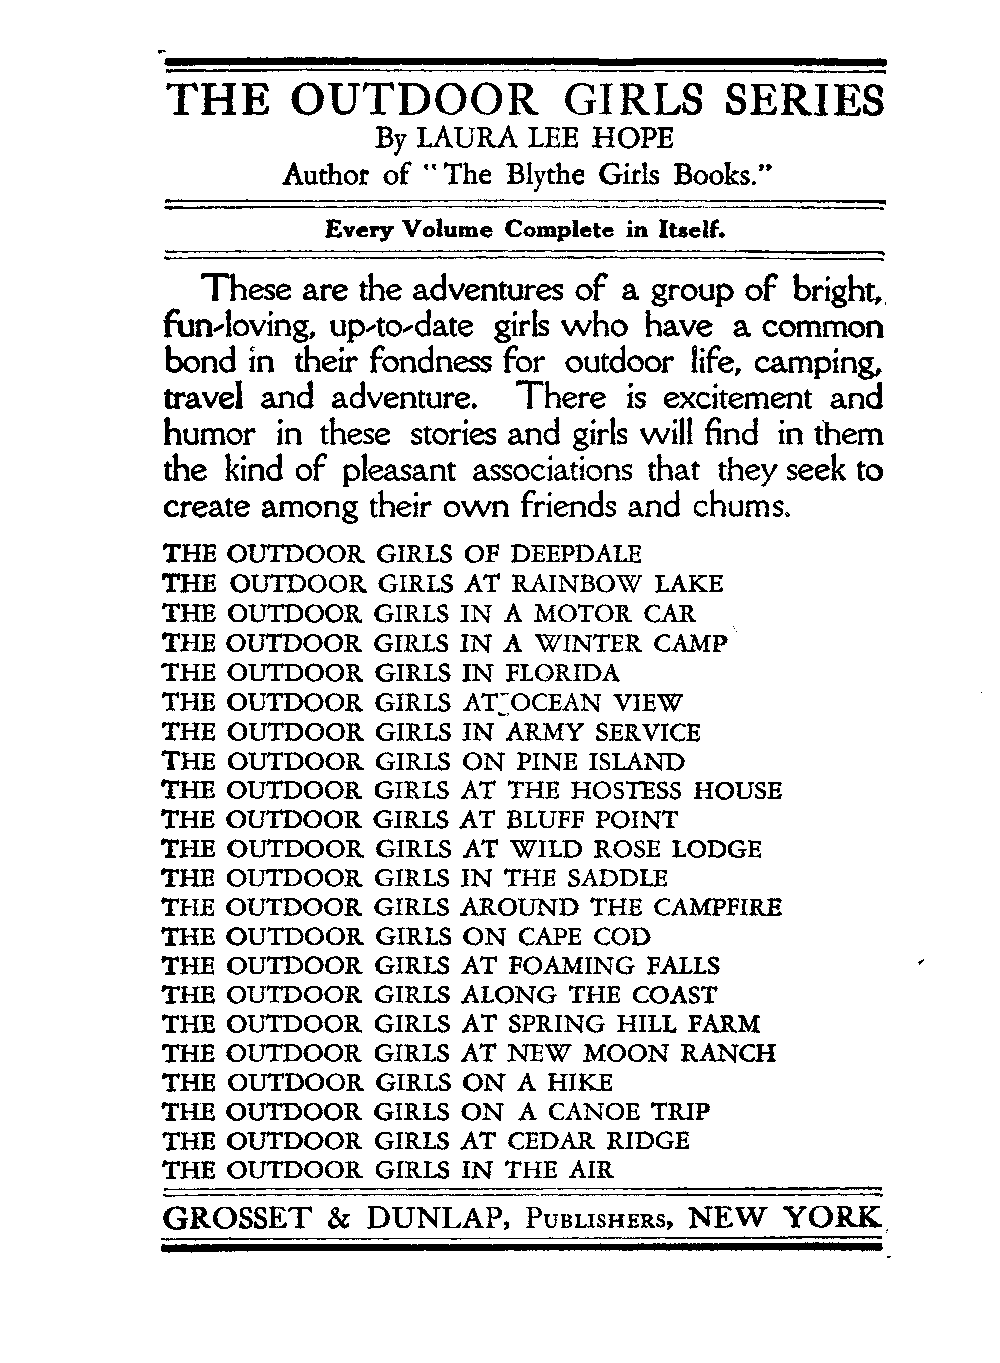 THE OUTDOOR GIRLS SERIES
By LAURA LEE HOPE
Author of "The Blythe Girls Books."
Every Volume Complete in Itself.
These are the adventures of a group of bright,
fun-loving, up-to-date girls who have a common
bond in their fondness for outdoor life, camping,
travel and adventure. There is excitement and
humor in these stories and girls will find in them
the kind of pleasant associations that they seek to
create among their own friends and chums.
THE OUTDOOR GIRLS OF DEEPDALE
THE OUTDOOR GIRLS AT RAINBOW LAKE
THE OUTDOOR GIRLS IN A MOTOR CAR
THE OUTDOOR GIRLS IN A WINTER CAMP
THE OUTDOOR GIRLS IN FLORIDA
THE OUTDOOR GIRLS AT OCEAN VIEW
THE OUTDOOR GIRLS IN ARMY SERVICE
THE OUTDOOR GIRLS ON PINE ISLAND
THE OUTDOOR GIRLS AT THE HOSTESS HOUSE
THE OUTDOOR GIRLS AT BLUFF POINT
THE OUTDOOR GIRLS AT WILD ROSE LODGE
THE OUTDOOR GIRLS IN THE SADDLE
THE OUTDOOR GIRLS AROUND THE CAMPFIRE
THE OUTDOOR GIRLS ON CAPE COD
THE OUTDOOR GIRLS AT FOAMING FALLS
THE OUTDOOR GIRLS ALONG THE COAST
THE OUTDOOR GIRLS AT SPRING HILL FARM
THE OUTDOOR GIRLS AT NEW MOON RANCH
THE OUTDOOR GIRLS ON A HIKE
THE OUTDOOR GIRLS ON A CANOE TRIP
THE OUTDOOR GIRLS AT CEDAR RIDGE
THE OUTDOOR GIRLS IN THE AIR
GROSSET & DUNLAP, PUBLISHERS, NEW YORK